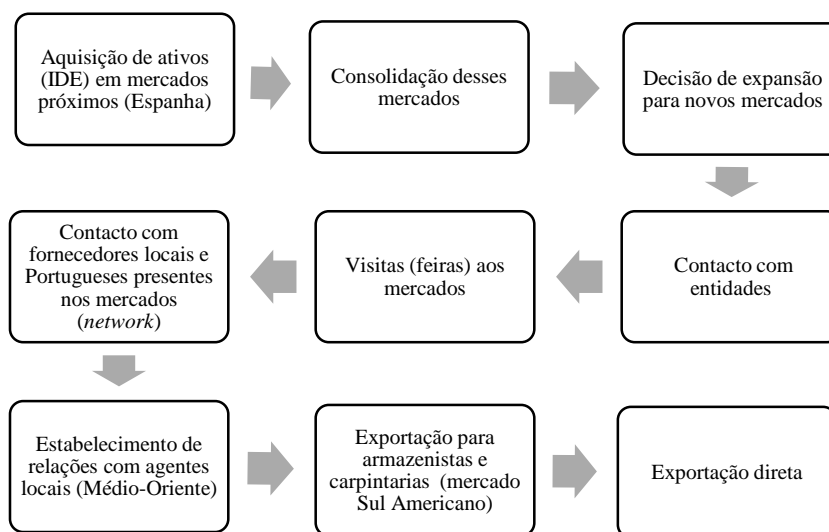 Aquisição de ativos
(IDE) em mercados
próximos (Espanha)
Consolidação desses
mercados
Decisão de expansão
para novos mercados
Contacto com
entidades
Visitas (feiras) aos
mercados
Contacto com
fornecedores locais e
Portugueses presentes
nos mercados
(network)
Estabelecimento de
relações com agentes
locais (Médio-Oriente)
Exportação para
armazenistas e
carpintarias (mercado
Sul Americano)
Exportação direta